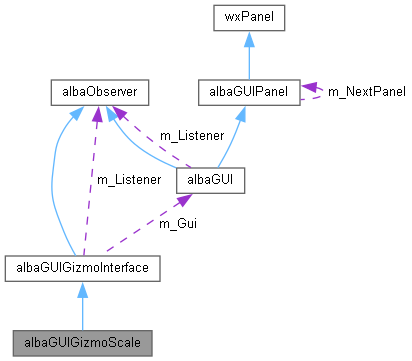 wxPanel
albaObserver
albaGUIPanel
m_NextPanel
m_Listener
m_Listener
albaGUI
m_Gui
albaGUIGizmoInterface
albaGUIGizmoScale